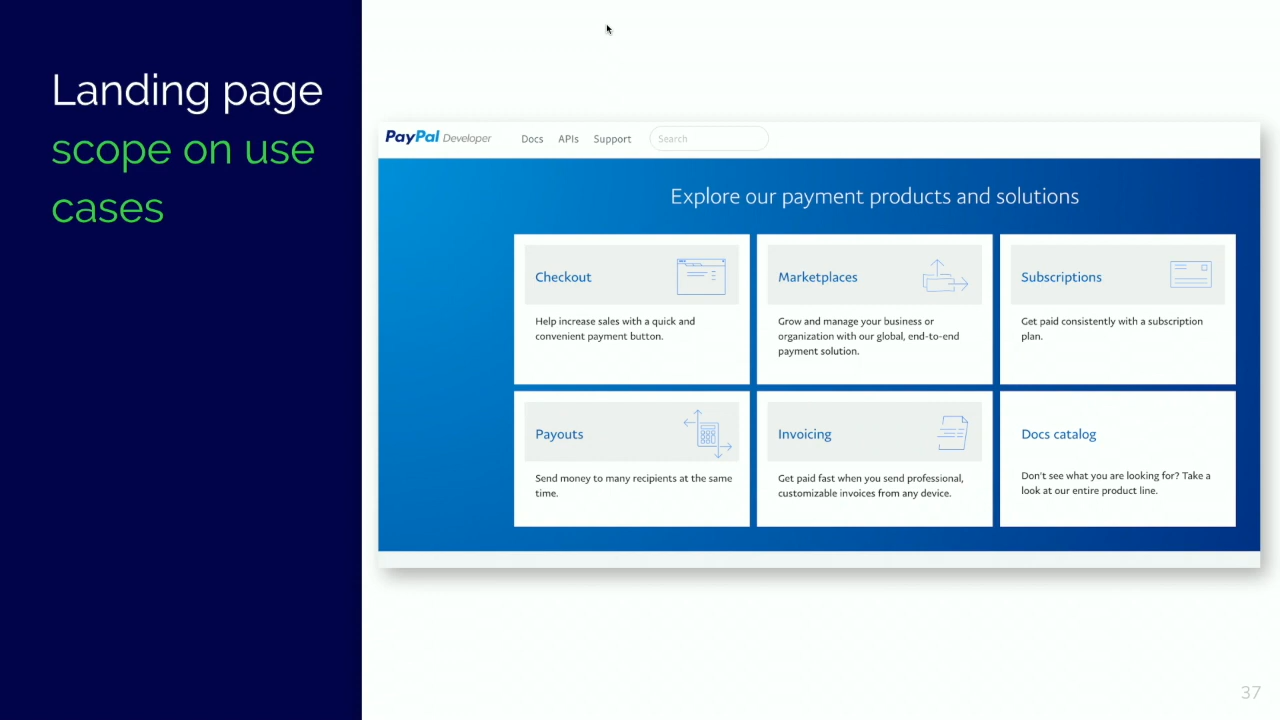 Landing page
scope on use
cases
PayPal Developer
Docs
APIs
Support
Search
Explore our payment products and solutions
Checkout
Help increase sales with a quick and
convenient payment button.
Marketplaces
Grow and manage your business or
organization with our global, end-to-end
payment solution.
Subscriptions
Get paid consistently with a subscription
plan.
Payouts
Send money to many recipients at the same
time.
Invoicing
Get paid fast when you send professional,
customizable invoices from any device.
Docs catalog
Don't see what you are looking for? Take a
look at our entire product line.
37